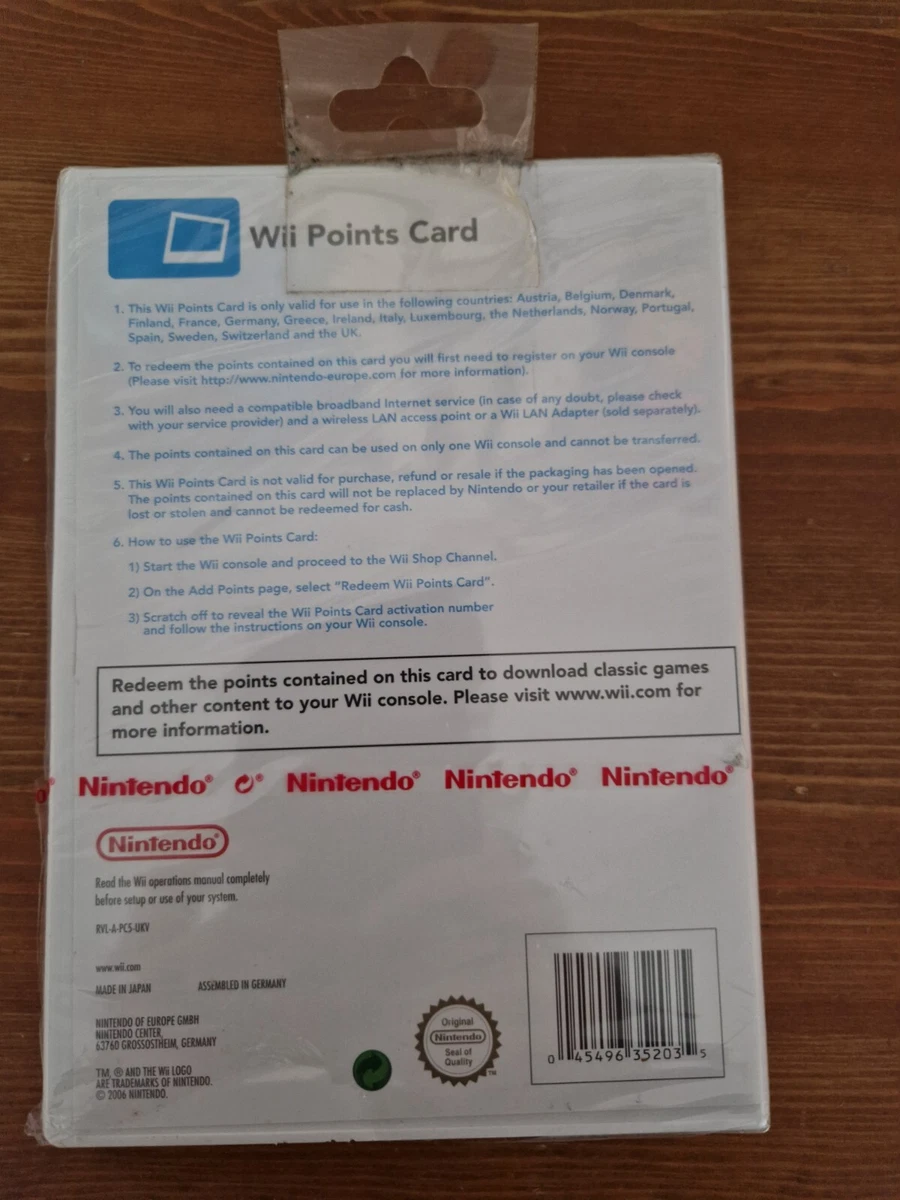 Wii Points Card
1. This Wii Points Card is only valid for use in the following countries: Austria, Belgium, Denmark,
Finland, France, Germany, Greece, Ireland, Italy, Luxembourg, the Netherlands, Norway, Portugal,
Spain, Sweden, Switzerland and the UK.
2. To redeem the points contained on this card you will first need to register on your Wii console
(Please visit http://www.nintendo-europe.com for more information).
3. You will also need a compatible broadband Internet service (in case of any doubt, please check
with your service provider) and a wireless LAN access point or a Wii LAN Adapter (sold separately).
4. The points contained on this card can be used on only one Wii console and cannot be transferred.
5. This Wii Points Card is not valid for purchase, refund or resale if the packaging has been opened.
The points contained on this card will not be replaced by Nintendo or your retailer if the card is
lost or stolen and cannot be redeemed for cash.
6. How to use the Wii Points Card:
1) Start the Wii console and proceed to the Wii Shop Channel.
2) On the Add Points page, select “Redeem Wii Points Card”.
3) Scratch off to reveal the Wii Points Card activation number
and follow the instructions on your Wii console.
Redeem the points contained on this card to download classic games
and other content to your Wii console. Please visit www.wii.com for
more information.
Nintendo® ® Nintendo® Nintendo® Nintendo®
Nintendo®
Read the Wii operations manual completely
before setup or use of your system.
RVL-A-PC5-UKV
www.wii.com
MADE IN JAPAN ASSEMBLED IN GERMANY
NINTENDO OF EUROPE GMBH
NINTENDO CENTER,
63760 GROSSOSTHEIM, GERMANY
TM, ® AND THE Wii LOGO
ARE TRADEMARKS OF NINTENDO.
© 2006 NINTENDO.
Original
Nintendo
Seal of
Quality
TM
0 45496 35203 5